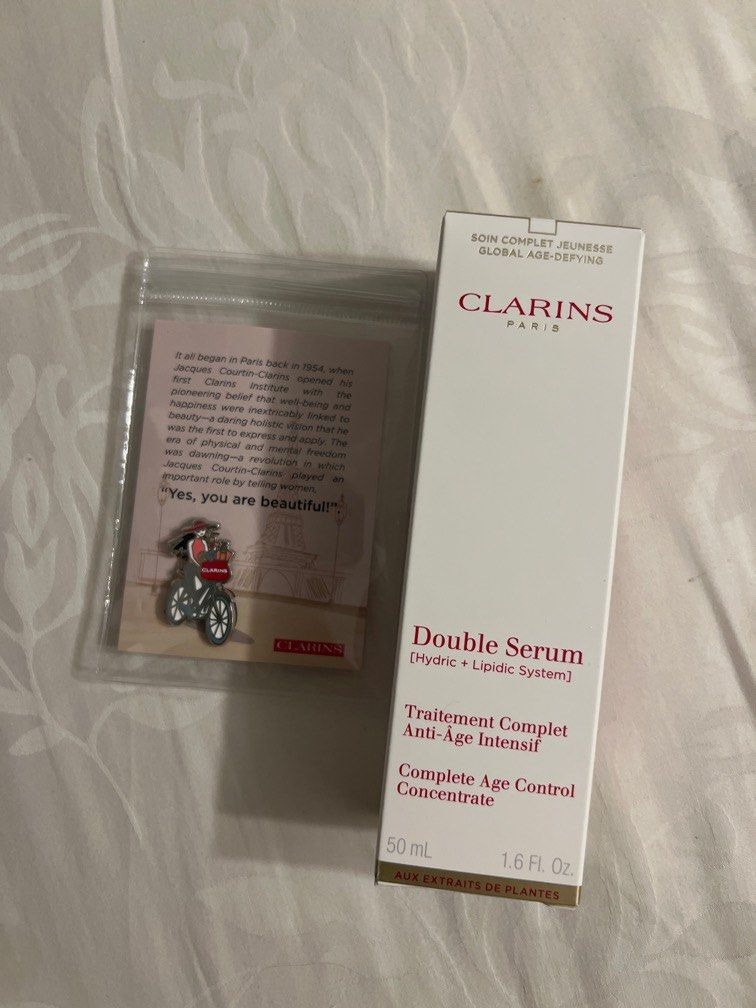 It all began in Paris back in 1954, when
Jacques Courtin-Clarins opened his
first Clarins Institute with the
pioneering belief that well-being and
happiness were inextricably linked to
beauty—a daring holistic vision that he
was the first to express and apply. The
era of physical and mental freedom
was dawning—a revolution in which
Jacques Courtin-Clarins played an
important role by telling women,
"Yes, you are beautiful!".
CLARINS
CLARINS
SOIN COMPLET JEUNESSE
GLOBAL AGE-DEFYING
CLARINS
PARIS
Double Serum
[Hydric + Lipidic System]
Traitement Complet
Anti-Âge Intensif
Complete Age Control
Concentrate
50 mL 1.6 Fl. Oz.
AUX EXTRAITS DE PLANTES